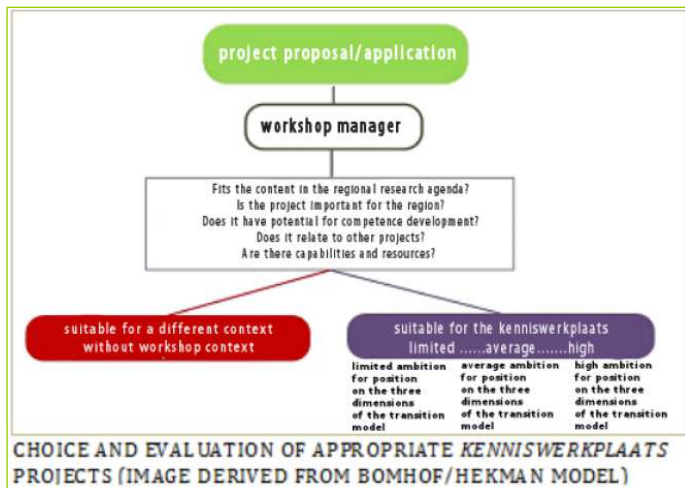 project proposal/application
workshop manager
Fits the content in the regional research agenda?
Is the project important for the region?
Does it have potential for competence development?
Does it relate to other projects?
Are there capabilities and resources?
suitable for a different context
without workshop context
suitable for the kenniswerkplaats
limited ......average.......high
limited ambition
for position
on the three
dimensions
of the transition
model
average ambition
for position
on the three
dimensions
of the transition
model
high ambition
for position
on the three
dimensions
of the transition
model
CHOICE AND EVALUATION OF APPROPRIATE KENNISWERKPLAATS
PROJECTS (IMAGE DERIVED FROM BOMHOF/HEKMAN MODEL)